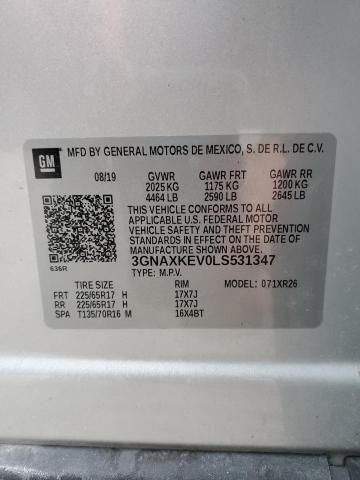 GM
MFD BY GENERAL MOTORS DE MEXICO, S. DE R.L. DE C.V.
08/19 GVWR GAWR FRT GAWR RR
2025 KG 1175 KG 1200 KG
4464 LB 2590 LB 2645 LB
THIS VEHICLE CONFORMS TO ALL
APPLICABLE U.S. FEDERAL MOTOR
VEHICLE SAFETY AND THEFT PREVENTION
STANDARDS IN EFFECT ON THE DATE OF
MANUFACTURE SHOWN ABOVE.
636R
3GNAXKEV0LS531347
TYPE: M.P.V.
TIRE SIZE RIM MODEL: 071XR26
FRT 225/65R17 H 17X7J
RR 225/65R17 H 17X7J
SPA T135/70R16 M 16X4BT